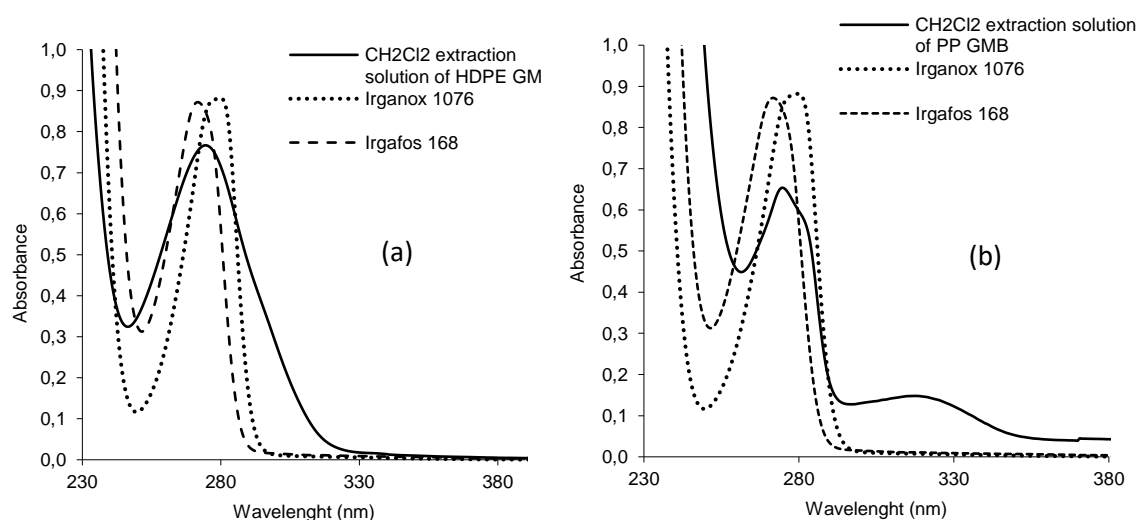 1,0
0,9
0,8
0,7
0,6
0,5
0,4
0,3
0,2
0,1
0,0
Absorbance
230
280
330
380
Wavelenght (nm)
CH2Cl2 extraction
solution of HDPE GM
Irganox 1076
Irgafos 168
(a)
1,0
0,9
0,8
0,7
0,6
0,5
0,4
0,3
0,2
0,1
0,0
Absorbance
230
280
330
380
Wavelenght (nm)
CH2Cl2 extraction solution
of PP GMB
Irganox 1076
Irgafos 168
(b)